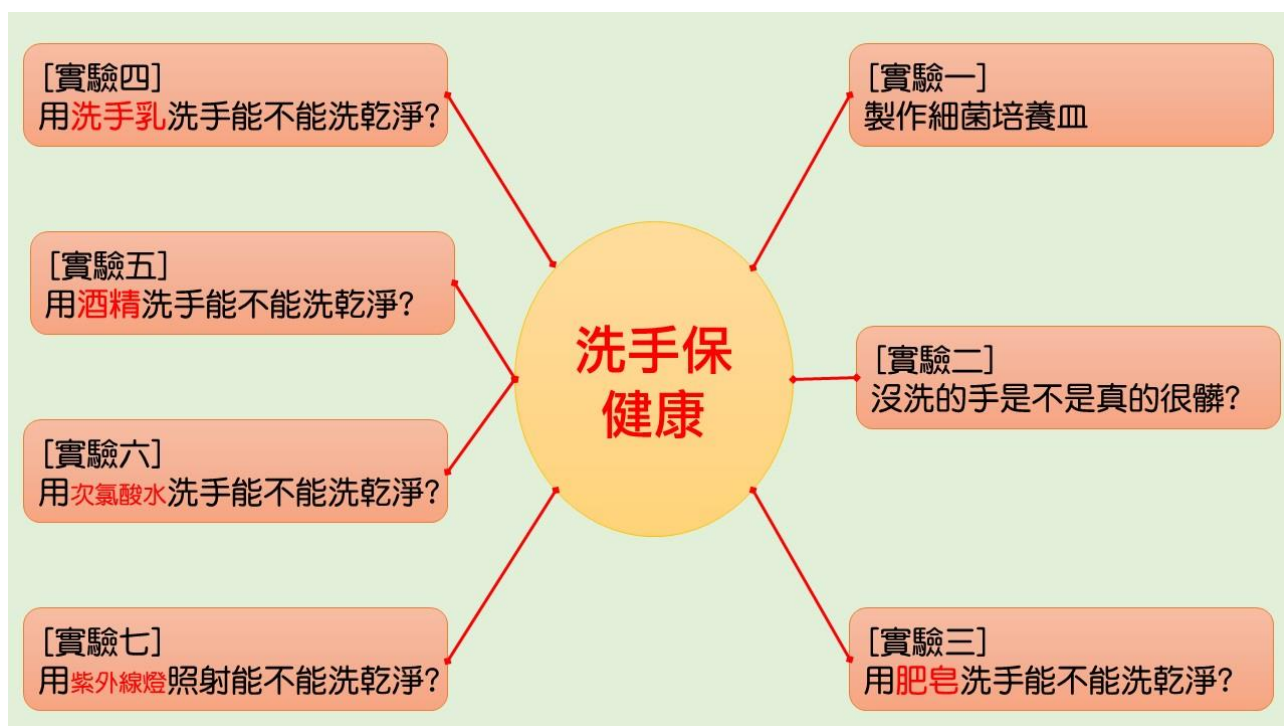 [實驗四]
用洗手乳洗手能不能洗乾淨?
[實驗五]
用酒精洗手能不能洗乾淨?
[實驗六]
用次氯酸水洗手能不能洗乾淨?
[實驗七]
用紫外線燈照射能不能洗乾淨?
洗手保
健康
[實驗一]
製作細菌培養皿
[實驗二]
沒洗的手是不是真的很髒?
[實驗三]
用肥皂洗手能不能洗乾淨?